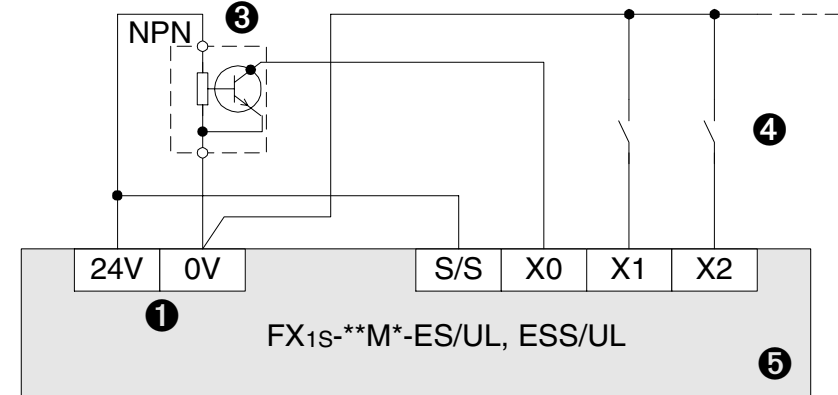 NPN ❸
❹
24V 0V S/S X0 X1 X2
❶
FX1S-**M*-ES/UL, ESS/UL
❺